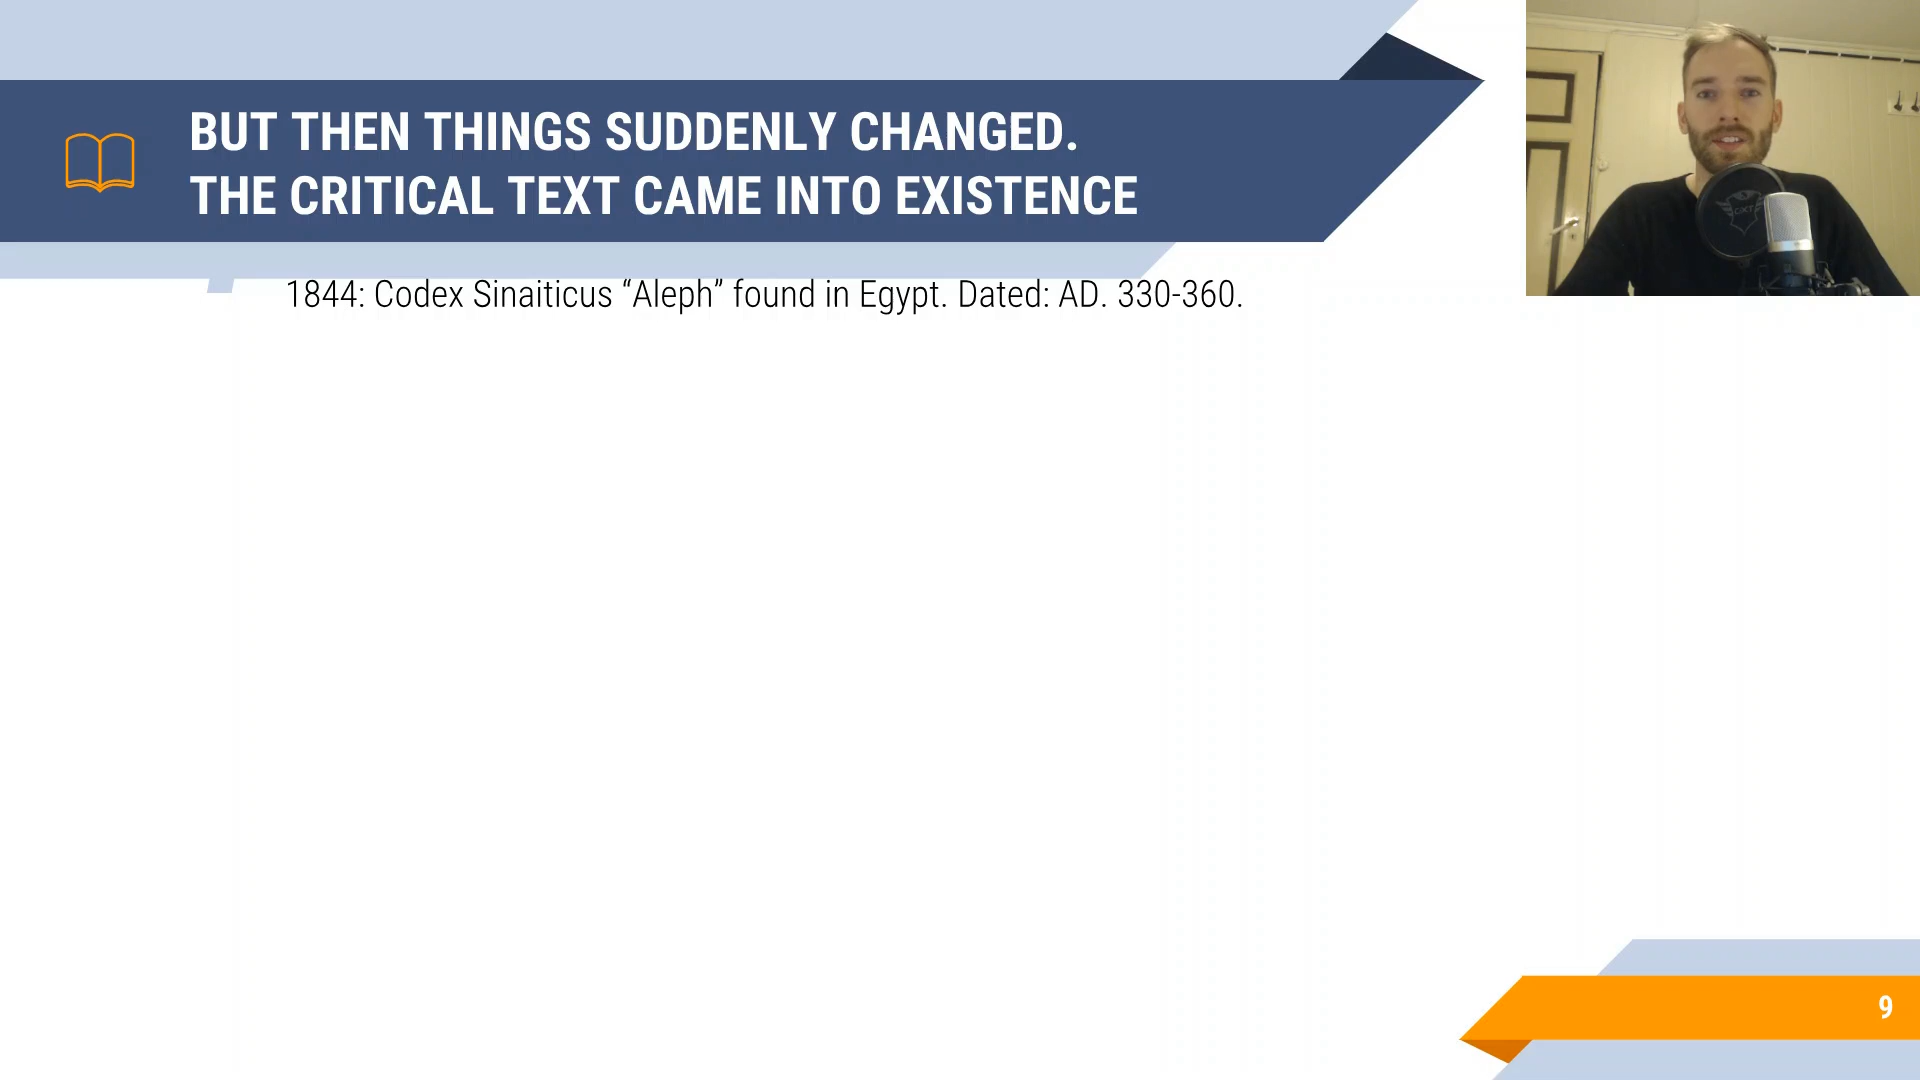 BUT THEN THINGS SUDDENLY CHANGED.
THE CRITICAL TEXT CAME INTO EXISTENCE
1844: Codex Sinaiticus “Aleph” found in Egypt. Dated: AD. 330-360.
9